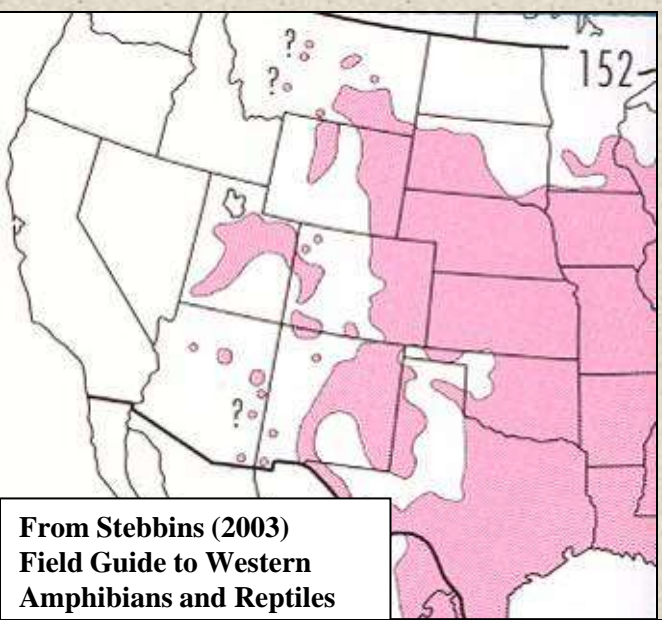 ?
?
152
?
From Stebbins (2003)
Field Guide to Western
Amphibians and Reptiles